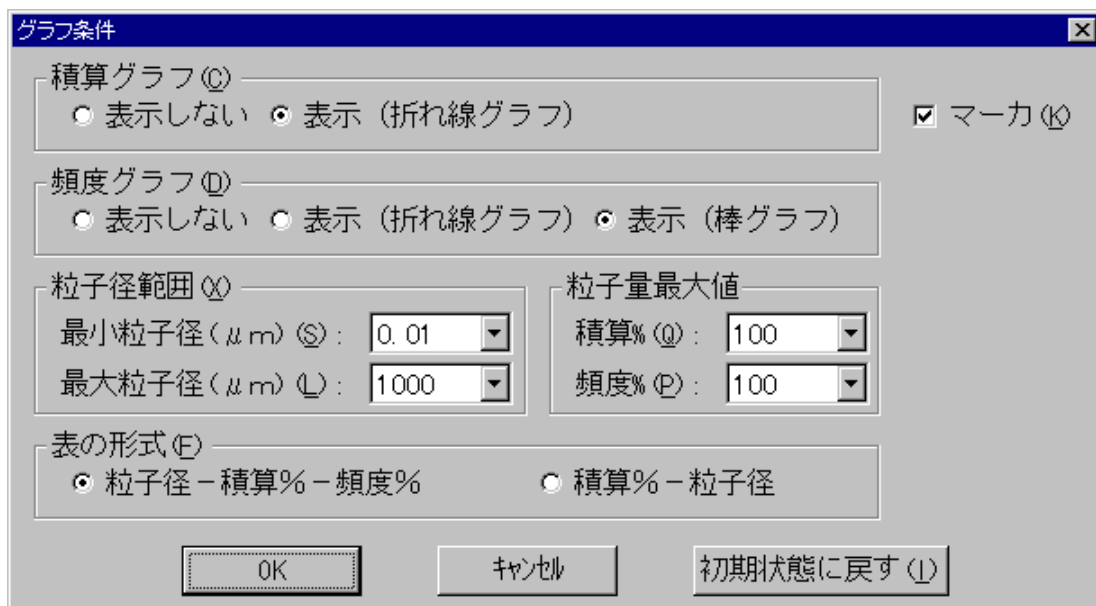 グラフ条件
積算グラフ(C)
表示しない 表示（折れ線グラフ）
マーカ(K)
頻度グラフ(D)
表示しない 表示（折れ線グラフ） 表示（棒グラフ）
粒子径範囲(X)
最小粒子径(μm)(S): 0.01
最大粒子径(μm)(L): 1000
粒子量最大値
積算%(Q): 100
頻度%(P): 100
表の形式(F)
粒子径－積算％－頻度％ 積算％－粒子径
OK キャンセル 初期状態に戻す(I)